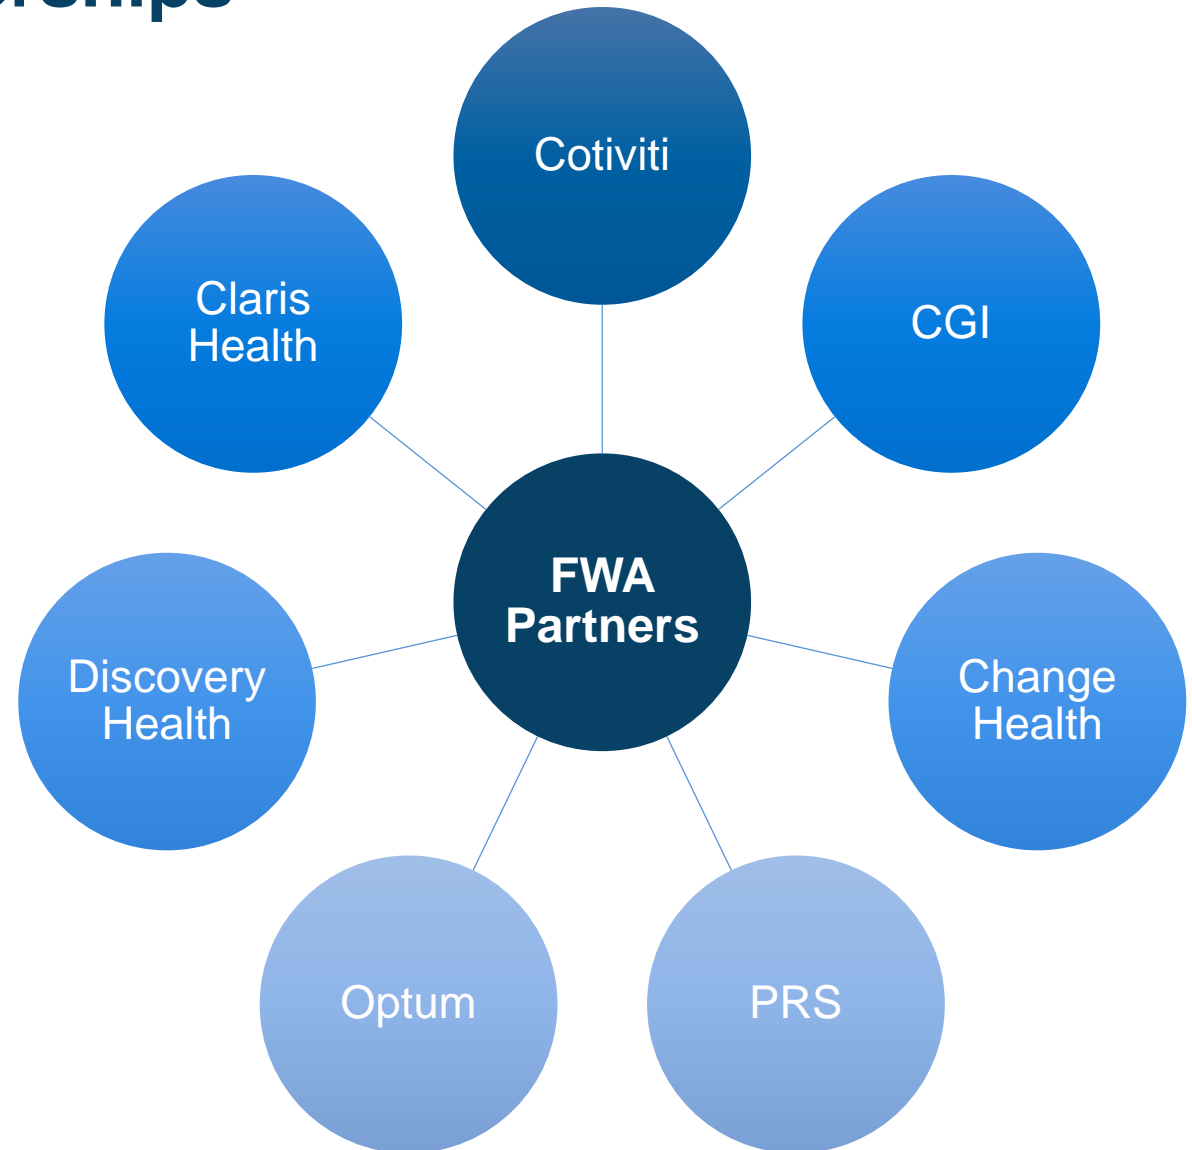 Cotiviti
CGI
Claris
Health
FWA
Partners
Discovery
Health
Change
Health
Optum
PRS